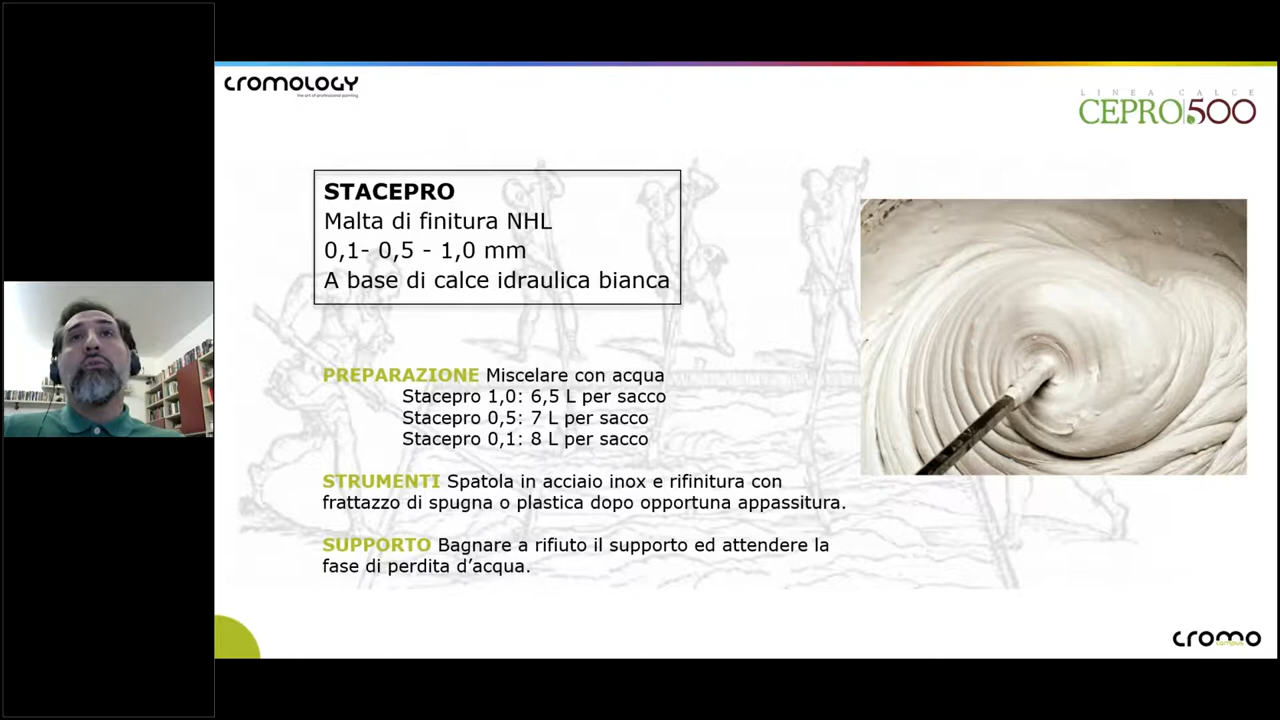 cromology
the art of professional painting
LINEA CALCE
CEPRO.500
STACEPRO
Malta di finitura NHL
0,1- 0,5 - 1,0 mm
A base di calce idraulica bianca
PREPARAZIONE Miscelare con acqua
Stacepro 1,0: 6,5 L per sacco
Stacepro 0,5: 7 L per sacco
Stacepro 0,1: 8 L per sacco
STRUMENTI Spatola in acciaio inox e rifinitura con
frattazzo di spugna o plastica dopo opportuna appassitura.
SUPPORTO Bagnare a rifiuto il supporto ed attendere la
fase di perdita d’acqua.
cromo
campus